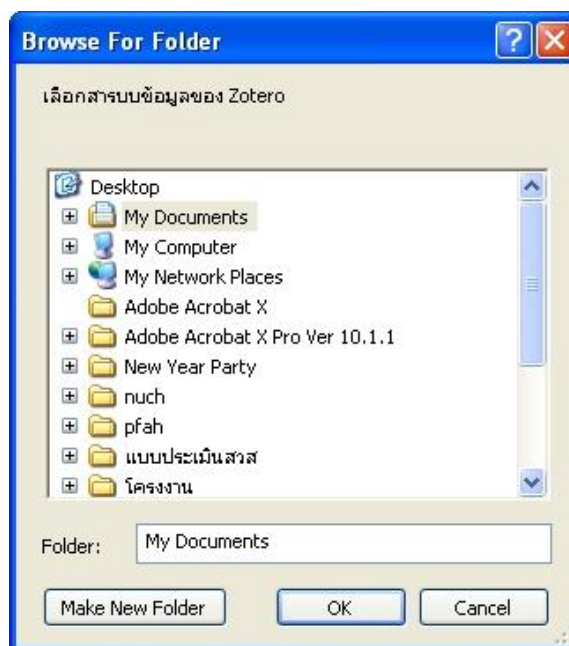 Browse For Folder
เลือกสารบบข้อมูลของ Zotero
Desktop
My Documents
My Computer
My Network Places
Adobe Acrobat X
Adobe Acrobat X Pro Ver 10.1.1
New Year Party
nuch
pfah
แบบประเมินสวส
โครงงาน
Folder: My Documents
Make New Folder OK Cancel